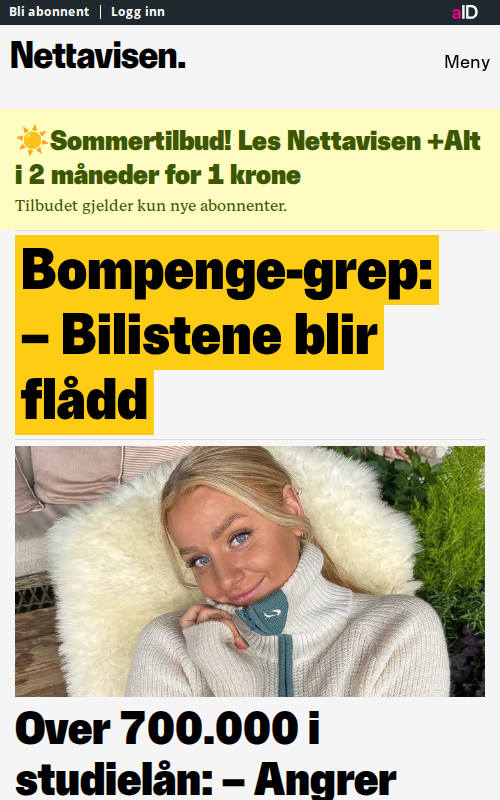 Bli abonnent | Logg inn
aID
Nettavisen.
Meny
☀️Sommertilbud! Les Nettavisen +Alt
i 2 måneder for 1 krone
Tilbudet gjelder kun nye abonnenter.
Bompenge-grep:
– Bilistene blir
flådd
Over 700.000 i
studielån: – Angrer